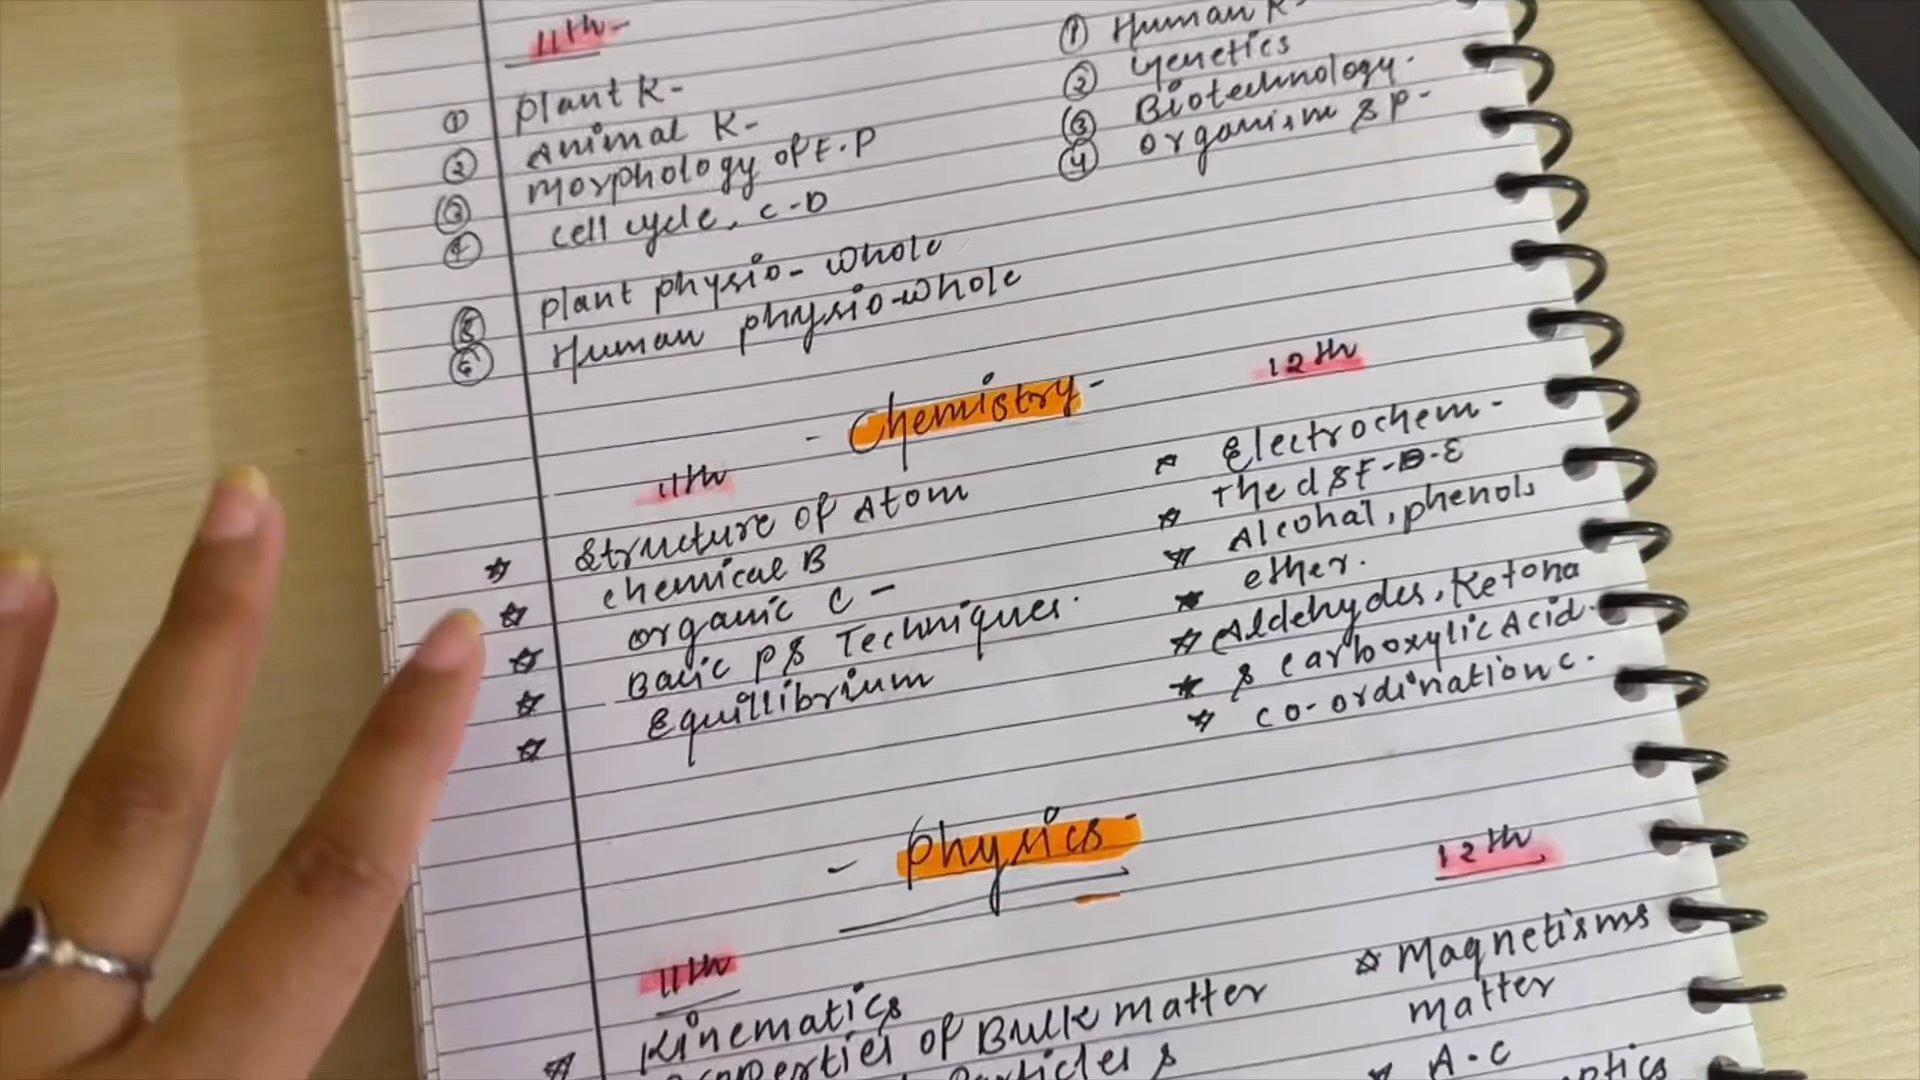 11th-
① Plant K-
② Animal K-
③ Morphology of F.P
④ cell cycle, C-D
⑤ plant physio- whole
⑥ Human physio-whole
① Human R-
② Genetics
③ Biotechnology.
④ organism & P-
- Chemistry -
11th
☆ Structure of Atom
☆ chemical B
☆ organic C -
☆ Basic P & Techniques.
☆ Equillibrium
12th
☆ Electrochem -
☆ The d & F-B-E
☆ Alcohal, phenols
★ ether.
☆ Aldehydes, Ketona
★ & carboxylic Acid.
☆ co-ordination c.
- Physics -
11th
☆ Kinematics
Properties of Bulk matter
Particles &
12th
☆ Magnetisms
matter
☆ A.C
optics